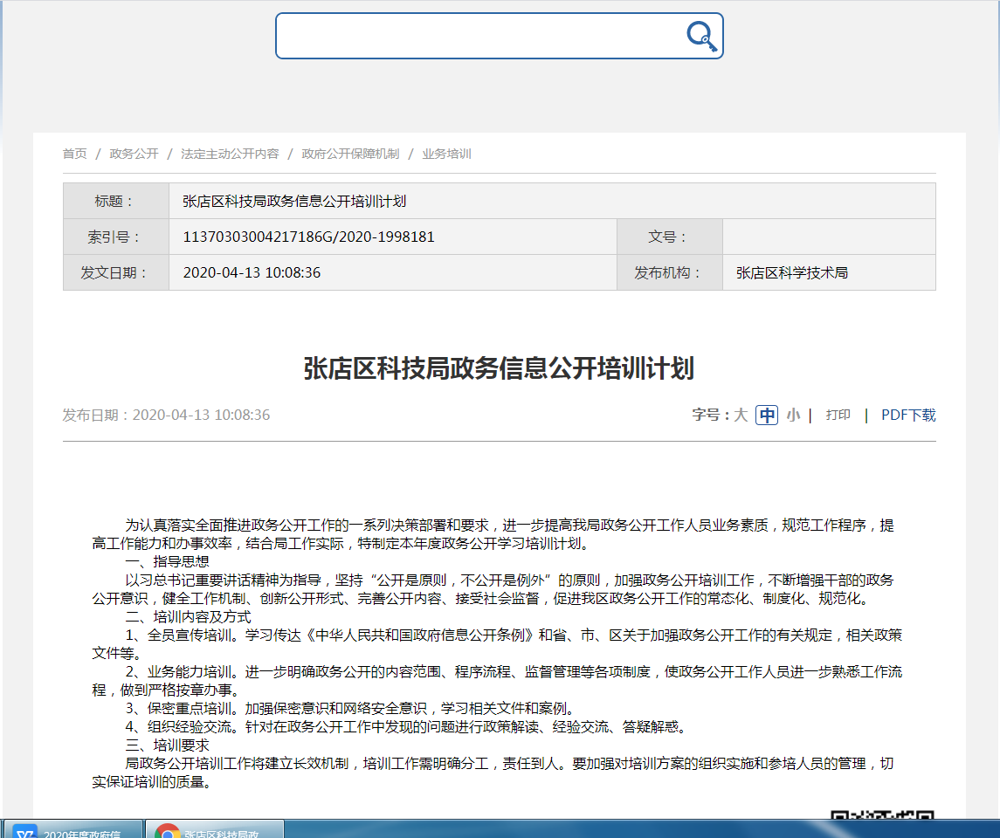 首页 / 政务公开 / 法定主动公开内容 / 政府公开保障机制 / 业务培训
标题： 张店区科技局政务信息公开培训计划
索引号： 11370303004217186G/2020-1998181 文号：
发文日期： 2020-04-13 10:08:36 发布机构： 张店区科学技术局
张店区科技局政务信息公开培训计划
发布日期：2020-04-13 10:08:36 字号：大 中 小 | 打印 | PDF下载
为认真落实全面推进政务公开工作的一系列决策部署和要求，进一步提高我局政务公开工作人员业务素质，规范工作程序，提
高工作能力和办事效率，结合局工作实际，特制定本年度政务公开学习培训计划。
一、指导思想
以习总书记重要讲话精神为指导，坚持“公开是原则，不公开是例外”的原则，加强政务公开培训工作，不断增强干部的政务
公开意识，健全工作机制、创新公开形式、完善公开内容、接受社会监督，促进我区政务公开工作的常态化、制度化、规范化。
二、培训内容及方式
1、全员宣传培训。学习传达《中华人民共和国政府信息公开条例》和省、市、区关于加强政务公开工作的有关规定，相关政策
文件等。
2、业务能力培训。进一步明确政务公开的内容范围、程序流程、监督管理等各项制度，使政务公开工作人员进一步熟悉工作流
程，做到严格按章办事。
3、保密重点培训。加强保密意识和网络安全意识，学习相关文件和案例。
4、组织经验交流。针对在政务公开工作中发现的问题进行政策解读、经验交流、答疑解惑。
三、培训要求
局政务公开培训工作将建立长效机制，培训工作需明确分工，责任到人。要加强对培训方案的组织实施和参培人员的管理，切
实保证培训的质量。
2020年度政府信 张店区科技局政